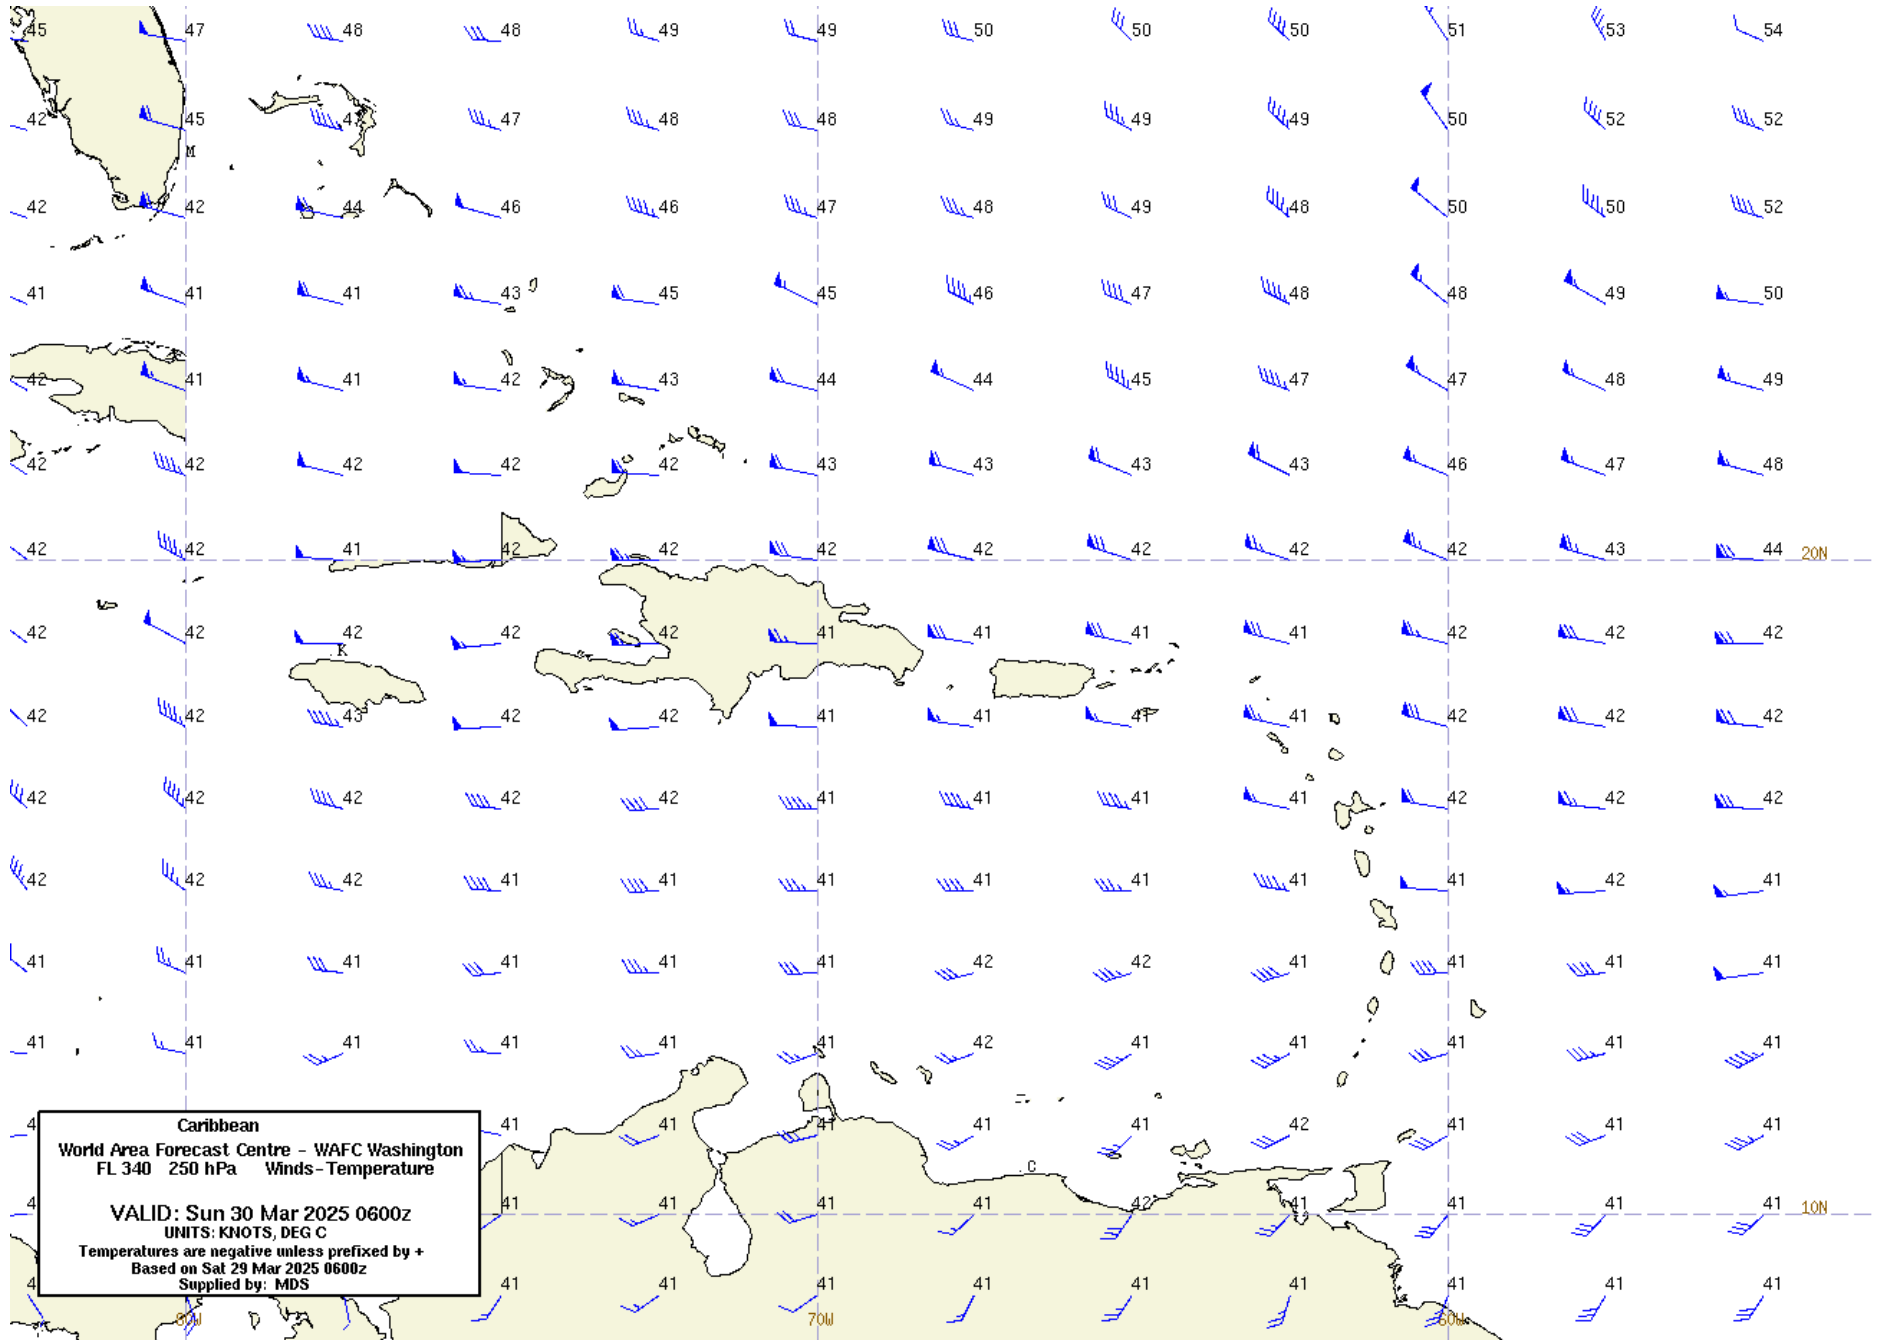 45 47 48 48 49 49 50 50 50 51 53 54
42 45 47 47 48 48 49 49 49 50 52 52
M
42 42 44 46 46 47 48 49 48 50 50 52
41 41 41 43 45 45 46 47 48 48 49 50
42 41 41 42 43 44 44 45 47 47 48 49
42 42 42 42 42 43 43 43 43 46 47 48
42 42 41 42 42 42 42 42 42 42 43 44 20N
42 42 42 42 42 41 41 41 41 42 42 42
K
42 42 43 42 42 41 41 41 41 42 42 42
42 42 42 42 42 41 41 41 41 42 42 42
42 42 42 41 41 41 41 41 41 41 42 41
41 41 41 41 41 41 42 42 41 41 41 41
41 41 41 41 41 41 42 41 41 41 41 41
4 41 41 41 41 41 42 41 41 41
C
4 41 41 41 41 42 41 41 41 41 10N
4 41 41 41 41 41 41 41 41 41
80W 70W 60W
Caribbean
World Area Forecast Centre - WAFC Washington
FL 340 250 hPa Winds-Temperature
VALID: Sun 30 Mar 2025 0600z
UNITS: KNOTS, DEG C
Temperatures are negative unless prefixed by +
Based on Sat 29 Mar 2025 0600z
Supplied by: MDS